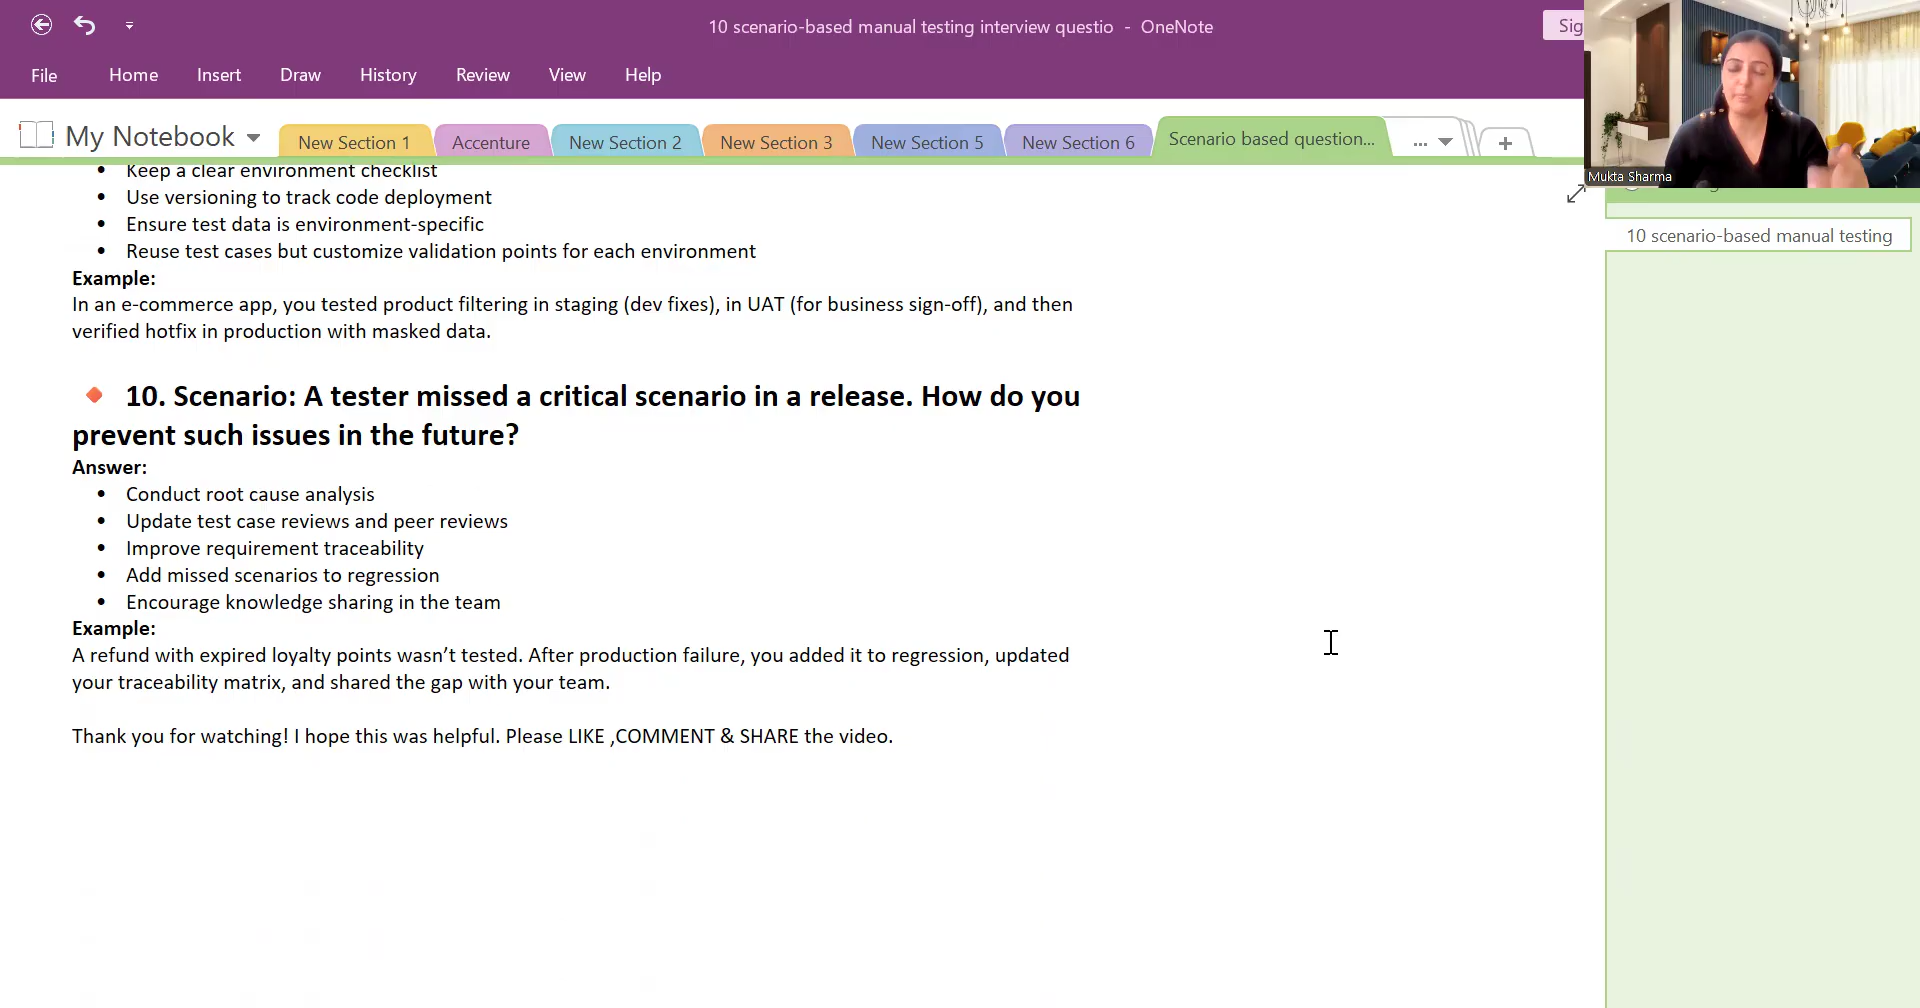 10 scenario-based manual testing interview questio - OneNote
Sig
File Home Insert Draw History Review View Help
My Notebook New Section 1 Accenture New Section 2 New Section 3 New Section 5 New Section 6 Scenario based question... ...
Mukta Sharma
10 scenario-based manual testing
• Keep a clear environment checklist
• Use versioning to track code deployment
• Ensure test data is environment-specific
• Reuse test cases but customize validation points for each environment
Example:
In an e-commerce app, you tested product filtering in staging (dev fixes), in UAT (for business sign-off), and then
verified hotfix in production with masked data.
10. Scenario: A tester missed a critical scenario in a release. How do you
prevent such issues in the future?
Answer:
• Conduct root cause analysis
• Update test case reviews and peer reviews
• Improve requirement traceability
• Add missed scenarios to regression
• Encourage knowledge sharing in the team
Example:
A refund with expired loyalty points wasn’t tested. After production failure, you added it to regression, updated
your traceability matrix, and shared the gap with your team.
Thank you for watching! I hope this was helpful. Please LIKE ,COMMENT & SHARE the video.